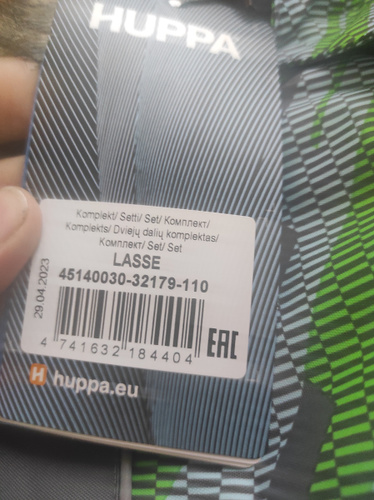 HUPPA
Komplekt/ Setti/ Set/ Комплект/
Komplekts/ Dviejų dalių komplektas/
Комплект/ Set/ Set
LASSE
45140030-32179-110
29.04.2023
4 741632 184404
EAC
H huppa.eu